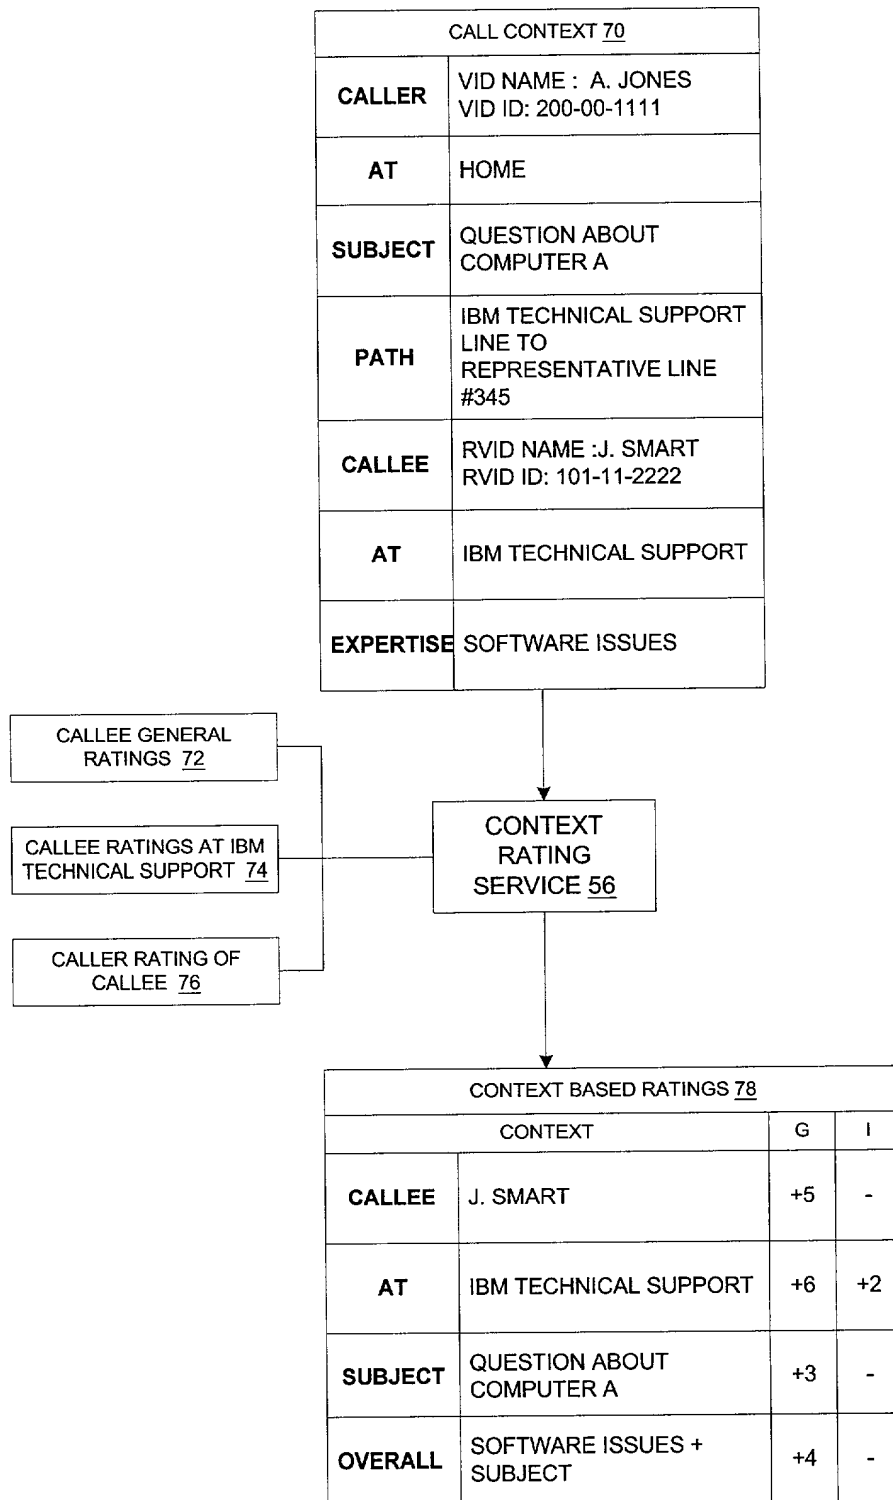 CALL CONTEXT 70
CALLER
VID NAME : A. JONES
VID ID: 200-00-1111
AT
HOME
SUBJECT
QUESTION ABOUT
COMPUTER A
PATH
IBM TECHNICAL SUPPORT
LINE TO
REPRESENTATIVE LINE
#345
CALLEE
RVID NAME :J. SMART
RVID ID: 101-11-2222
AT
IBM TECHNICAL SUPPORT
EXPERTISE
SOFTWARE ISSUES
CALLEE GENERAL
RATINGS 72
CALLEE RATINGS AT IBM
TECHNICAL SUPPORT 74
CALLER RATING OF
CALLEE 76
CONTEXT
RATING
SERVICE 56
CONTEXT BASED RATINGS 78
CONTEXT
G
I
CALLEE
J. SMART
+5
-
AT
IBM TECHNICAL SUPPORT
+6
+2
SUBJECT
QUESTION ABOUT
COMPUTER A
+3
-
OVERALL
SOFTWARE ISSUES +
SUBJECT
+4
-